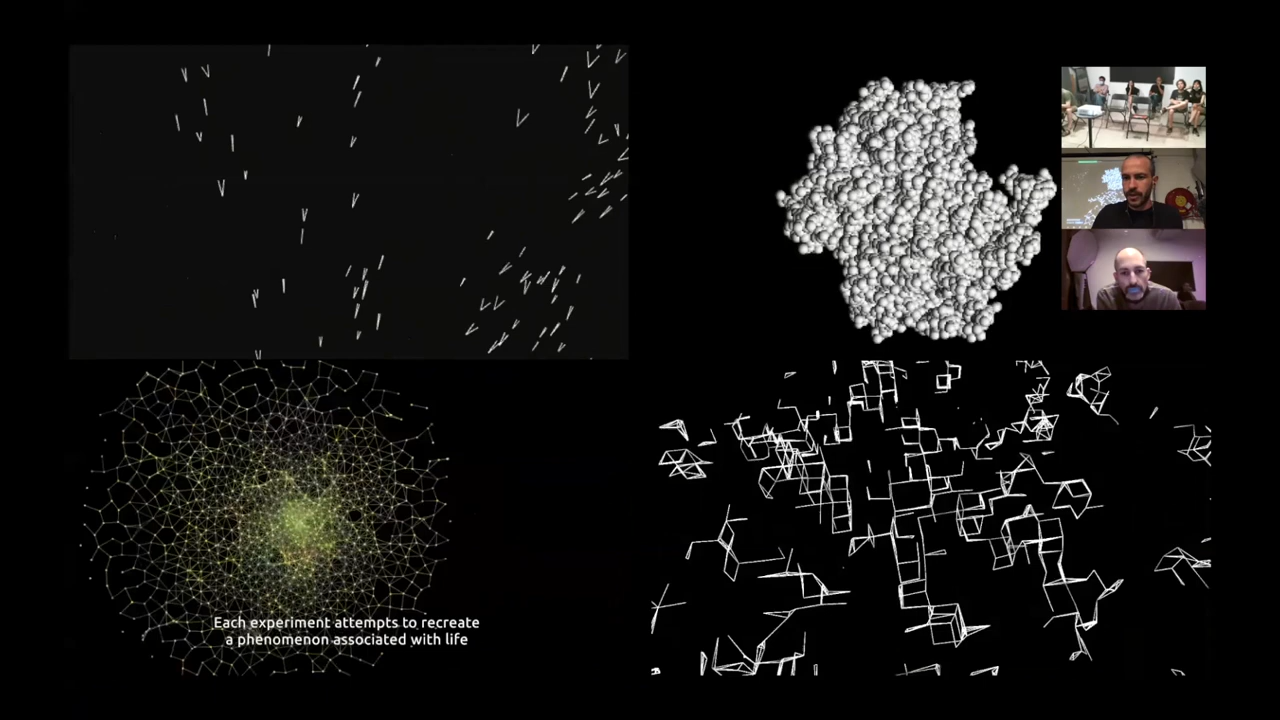 Each experiment attempts to recreate
a phenomenon associated with life